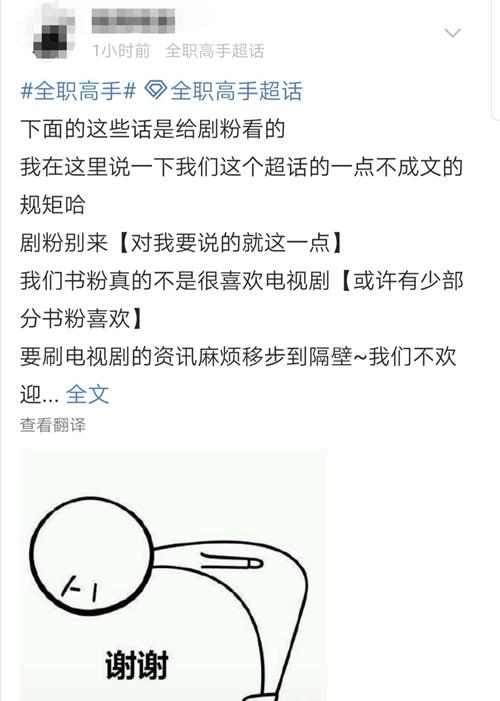 1小时前 全职高手超话
#全职高手# 全职高手超话
下面的这些话是给剧粉看的
我在这里说一下我们这个超话的一点不成文的
规矩哈
剧粉别来【对我要说的就这一点】
我们书粉真的不是很喜欢电视剧【或许有少部
分书粉喜欢】
要刷电视剧的资讯麻烦移步到隔壁~我们不欢
迎... 全文
查看翻译
谢谢